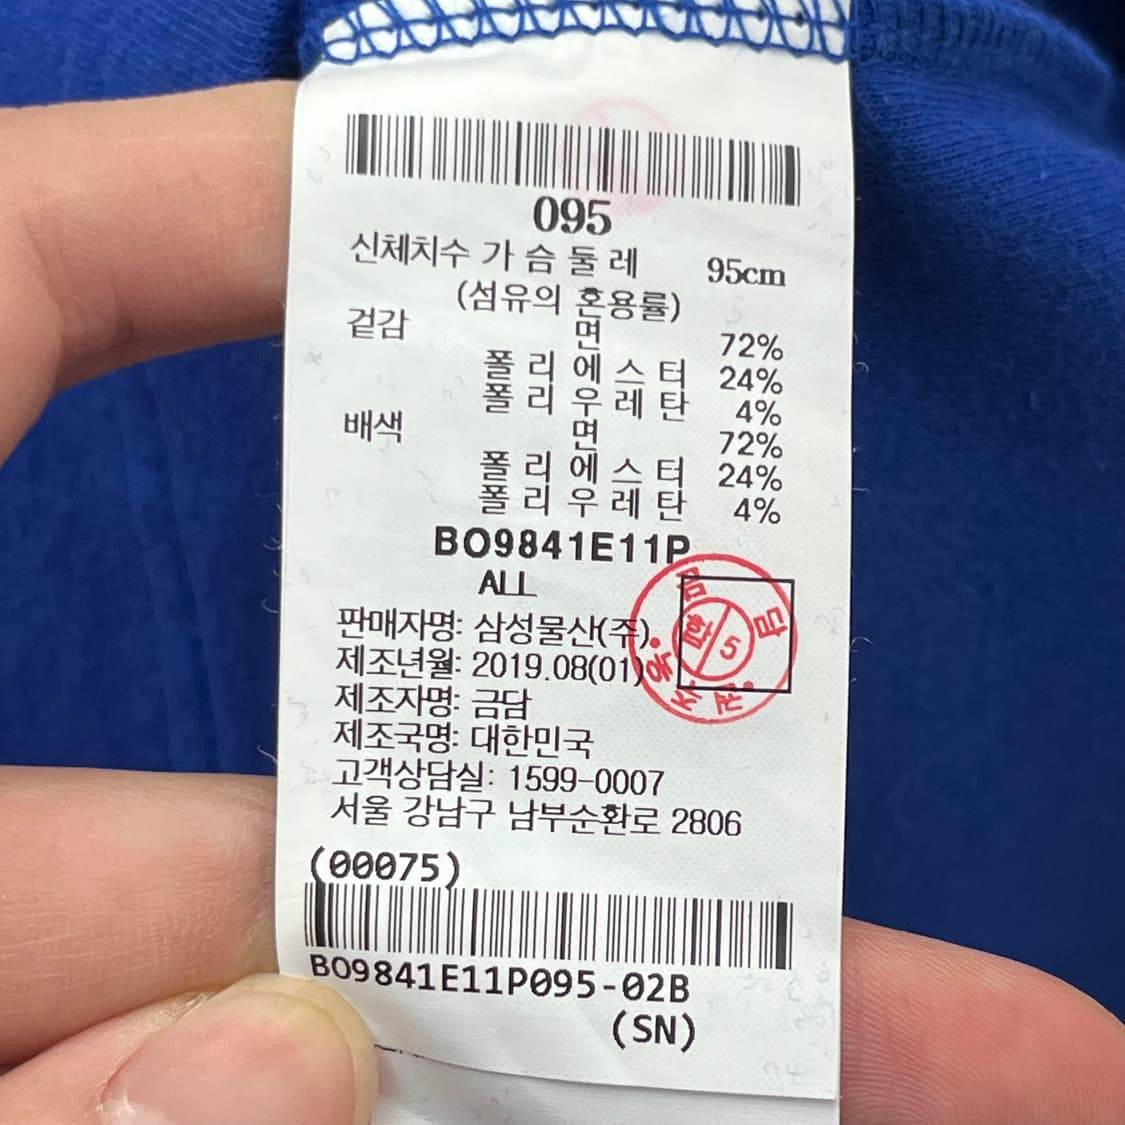 095
신체치수 가 슴 둘 레 95cm
(섬유의 혼용률)
겉감 면 72%
폴 리 에 스 터 24%
폴 리 우 레 탄 4%
배색 면 72%
폴 리 에 스 터 24%
폴 리 우 레 탄 4%
BO9841E11P
ALL
판매자명: 삼성물산(주)
제조년월: 2019.08(01)
제조자명: 금담
제조국명: 대한민국
고객상담실: 1599-0007
서울 강남구 남부순환로 2806
금담
합 5
(00075)
BO9841E11P095-02B
(SN)